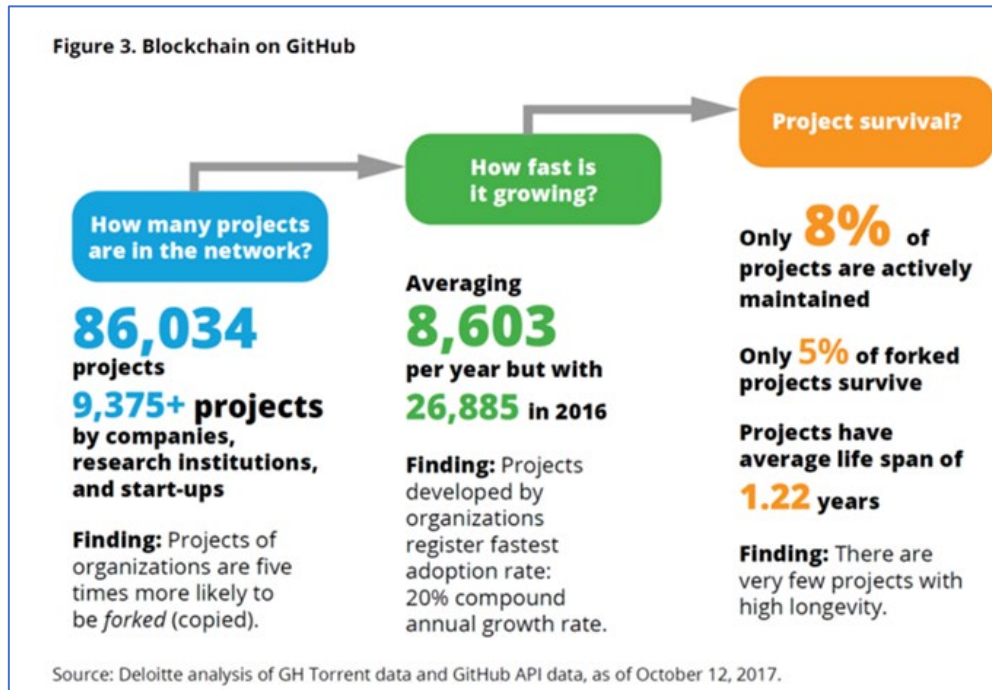 Figure 3. Blockchain on GitHub
How many projects
are in the network?
86,034
projects
9,375+ projects
by companies,
research institutions,
and start-ups
Finding: Projects of
organizations are five
times more likely to
be forked (copied).
How fast is
it growing?
Averaging
8,603
per year but with
26,885 in 2016
Finding: Projects
developed by
organizations
register fastest
adoption rate:
20% compound
annual growth rate.
Project survival?
Only 8% of
projects are actively
maintained
Only 5% of forked
projects survive
Projects have
average life span of
1.22 years
Finding: There are
very few projects with
high longevity.
Source: Deloitte analysis of GH Torrent data and GitHub API data, as of October 12, 2017.